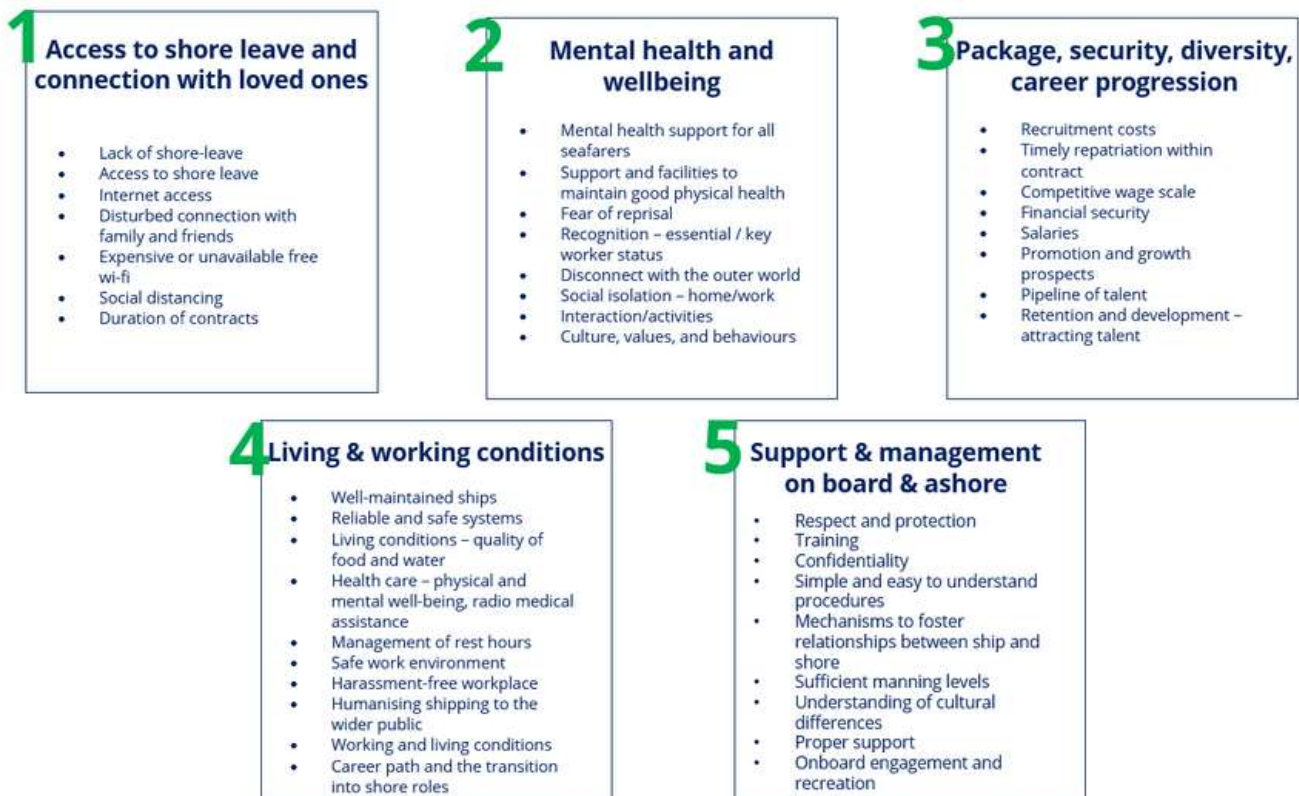 1
Access to shore leave and
connection with loved ones
• Lack of shore-leave
• Access to shore leave
• Internet access
• Disturbed connection with
family and friends
• Expensive or unavailable free
wi-fi
• Social distancing
• Duration of contracts
2
Mental health and
wellbeing
• Mental health support for all
seafarers
• Support and facilities to
maintain good physical health
• Fear of reprisal
• Recognition – essential / key
worker status
• Disconnect with the outer world
• Social isolation – home/work
• Interaction/activities
• Culture, values, and behaviours
3
Package, security, diversity,
career progression
• Recruitment costs
• Timely repatriation within
contract
• Competitive wage scale
• Financial security
• Salaries
• Promotion and growth
prospects
• Pipeline of talent
• Retention and development –
attracting talent
4
Living & working conditions
• Well-maintained ships
• Reliable and safe systems
• Living conditions – quality of
food and water
• Health care – physical and
mental well-being, radio medical
assistance
• Management of rest hours
• Safe work environment
• Harassment-free workplace
• Humanising shipping to the
wider public
• Working and living conditions
• Career path and the transition
into shore roles
5
Support & management
on board & ashore
• Respect and protection
• Training
• Confidentiality
• Simple and easy to understand
procedures
• Mechanisms to foster
relationships between ship and
shore
• Sufficient manning levels
• Understanding of cultural
differences
• Proper support
• Onboard engagement and
recreation